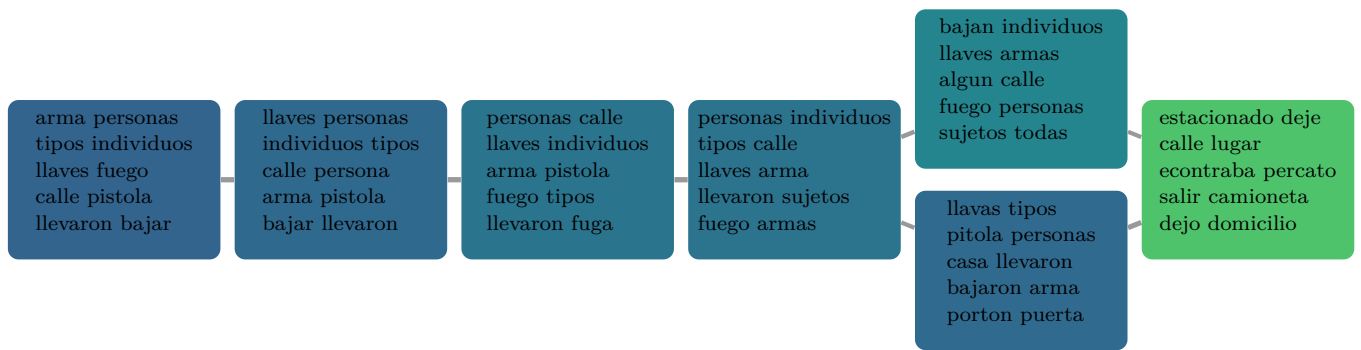 arma personas
tipos individuos
llaves fuego
calle pistola
llevaron bajar
llaves personas
individuos tipos
calle persona
arma pistola
bajar llevaron
personas calle
llaves individuos
arma pistola
fuego tipos
llevaron fuga
personas individuos
tipos calle
llaves arma
llevaron sujetos
fuego armas
bajan individuos
llaves armas
algun calle
fuego personas
sujetos todas
llavas tipos
pitola personas
casa llevaron
bajaron arma
porton puerta
estacionado deje
calle lugar
econtraba percato
salir camioneta
dejo domicilio